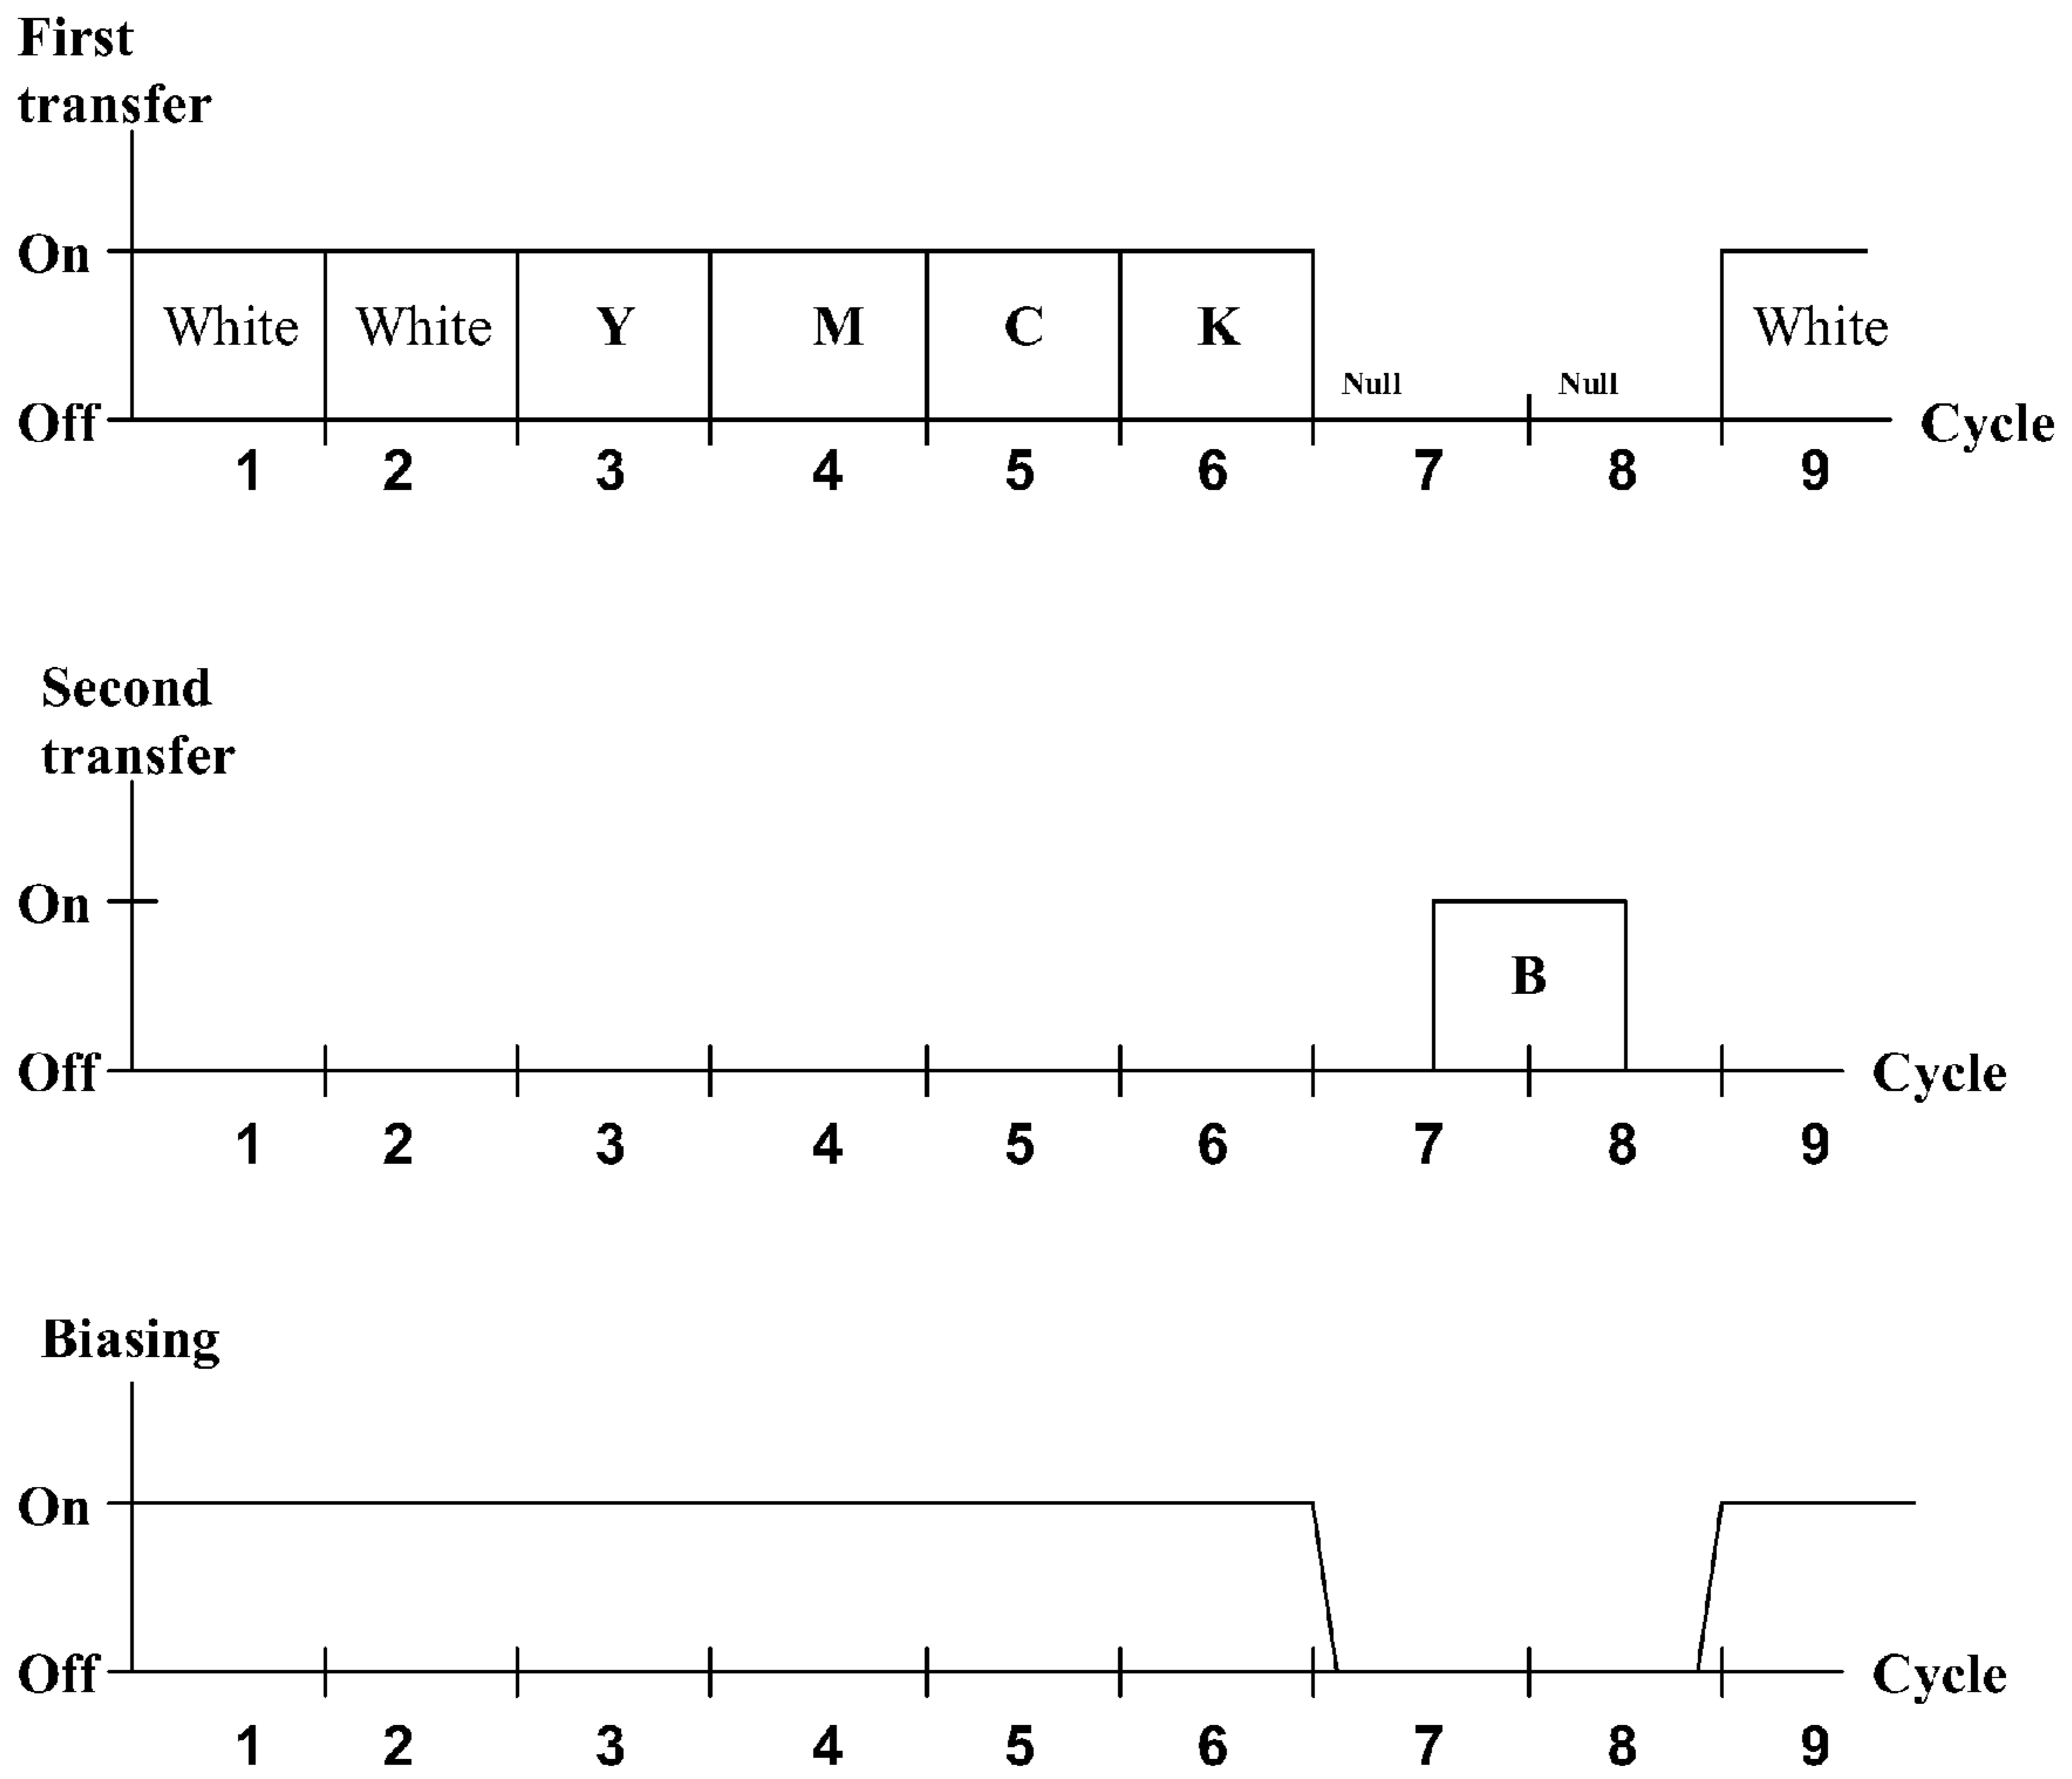 First
transfer
On
White White Y M C K White
Null Null
Off
Cycle
1 2 3 4 5 6 7 8 9
Second
transfer
On
B
Off
Cycle
1 2 3 4 5 6 7 8 9
Biasing
On
Off
Cycle
1 2 3 4 5 6 7 8 9